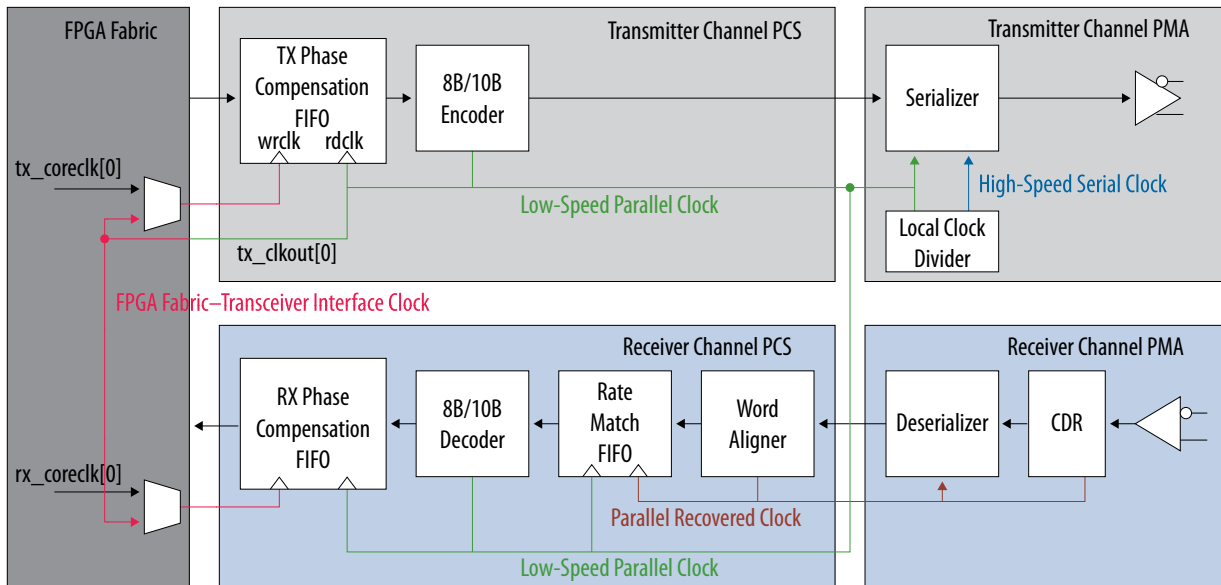 FPGA Fabric
Transmitter Channel PCS
Transmitter Channel PMA
TX Phase
Compensation
FIFO
wrclk rdclk
8B/10B
Encoder
Serializer
tx_coreclk[0]
High-Speed Serial Clock
Low-Speed Parallel Clock
Local Clock
Divider
tx_clkout[0]
FPGA Fabric–Transceiver Interface Clock
Receiver Channel PCS
Receiver Channel PMA
RX Phase
Compensation
FIFO
8B/10B
Decoder
Rate
Match
FIFO
Word
Aligner
Deserializer
CDR
rx_coreclk[0]
Parallel Recovered Clock
Low-Speed Parallel Clock